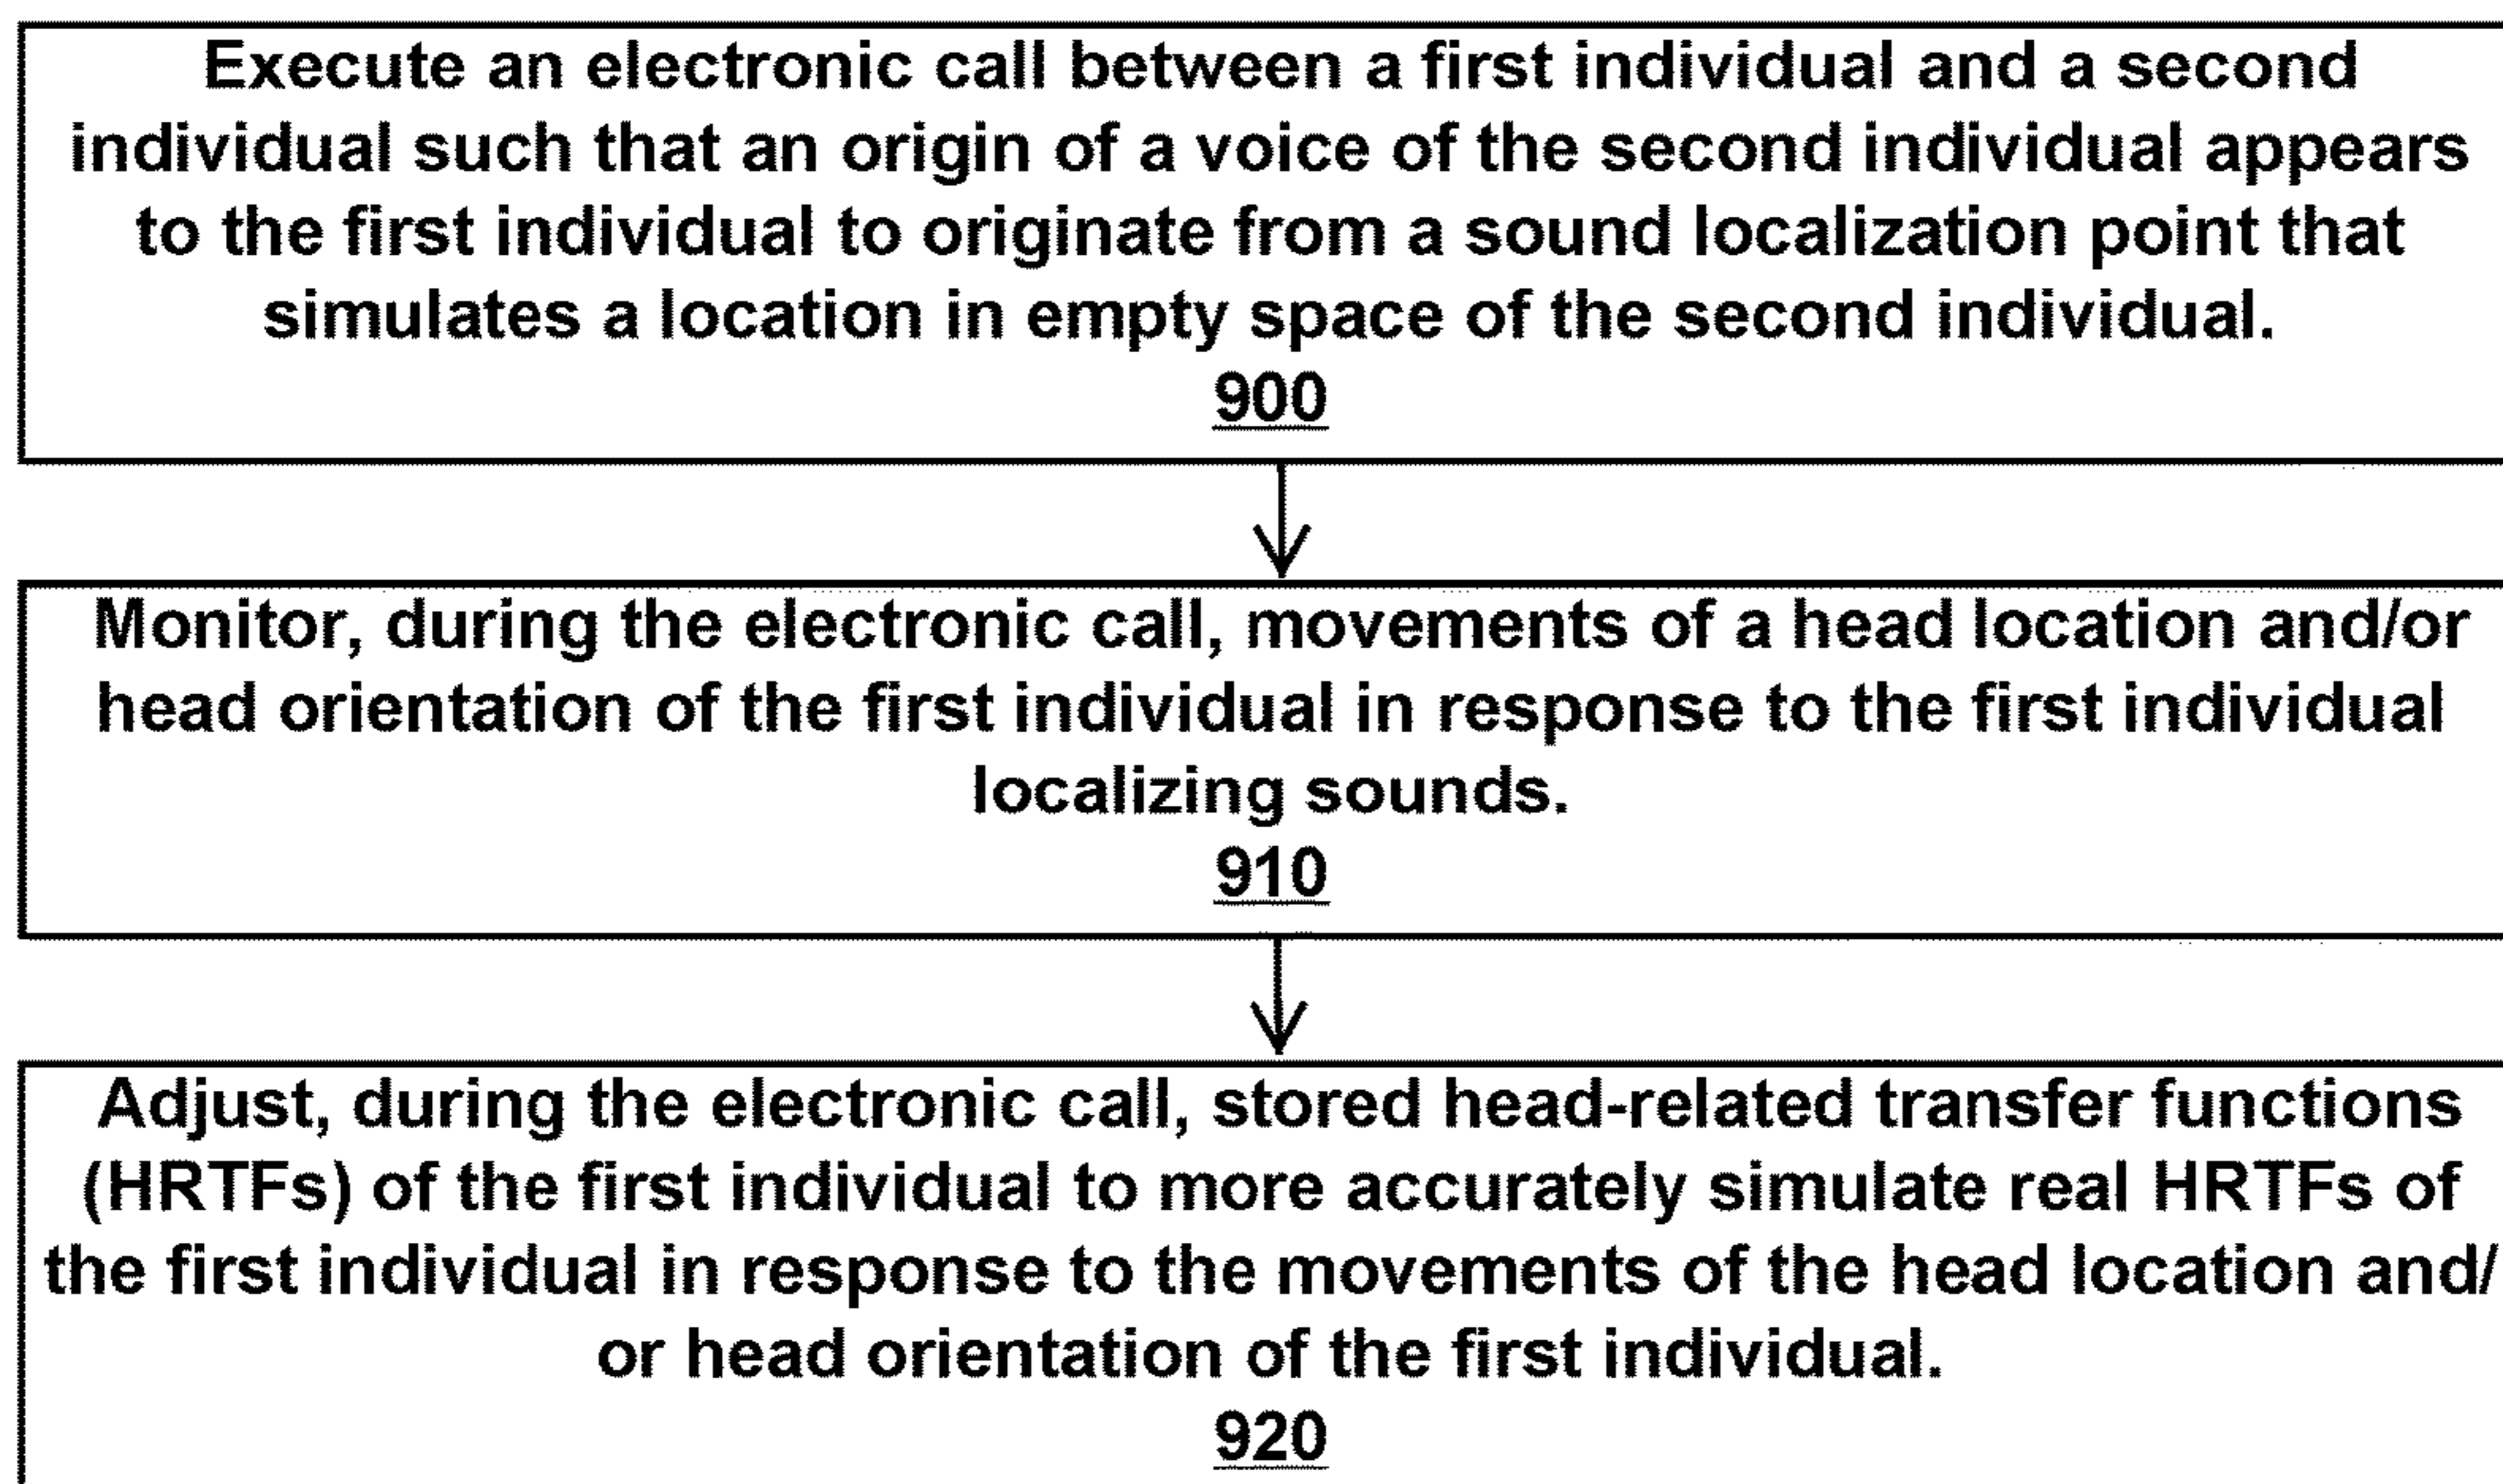 Execute an electronic call between a first individual and a second
individual such that an origin of a voice of the second individual appears
to the first individual to originate from a sound localization point that
simulates a location in empty space of the second individual.
900
Monitor, during the electronic call, movements of a head location and/or
head orientation of the first individual in response to the first individual
localizing sounds.
910
Adjust, during the electronic call, stored head-related transfer functions
(HRTFs) of the first individual to more accurately simulate real HRTFs of
the first individual in response to the movements of the head location and/
or head orientation of the first individual.
920